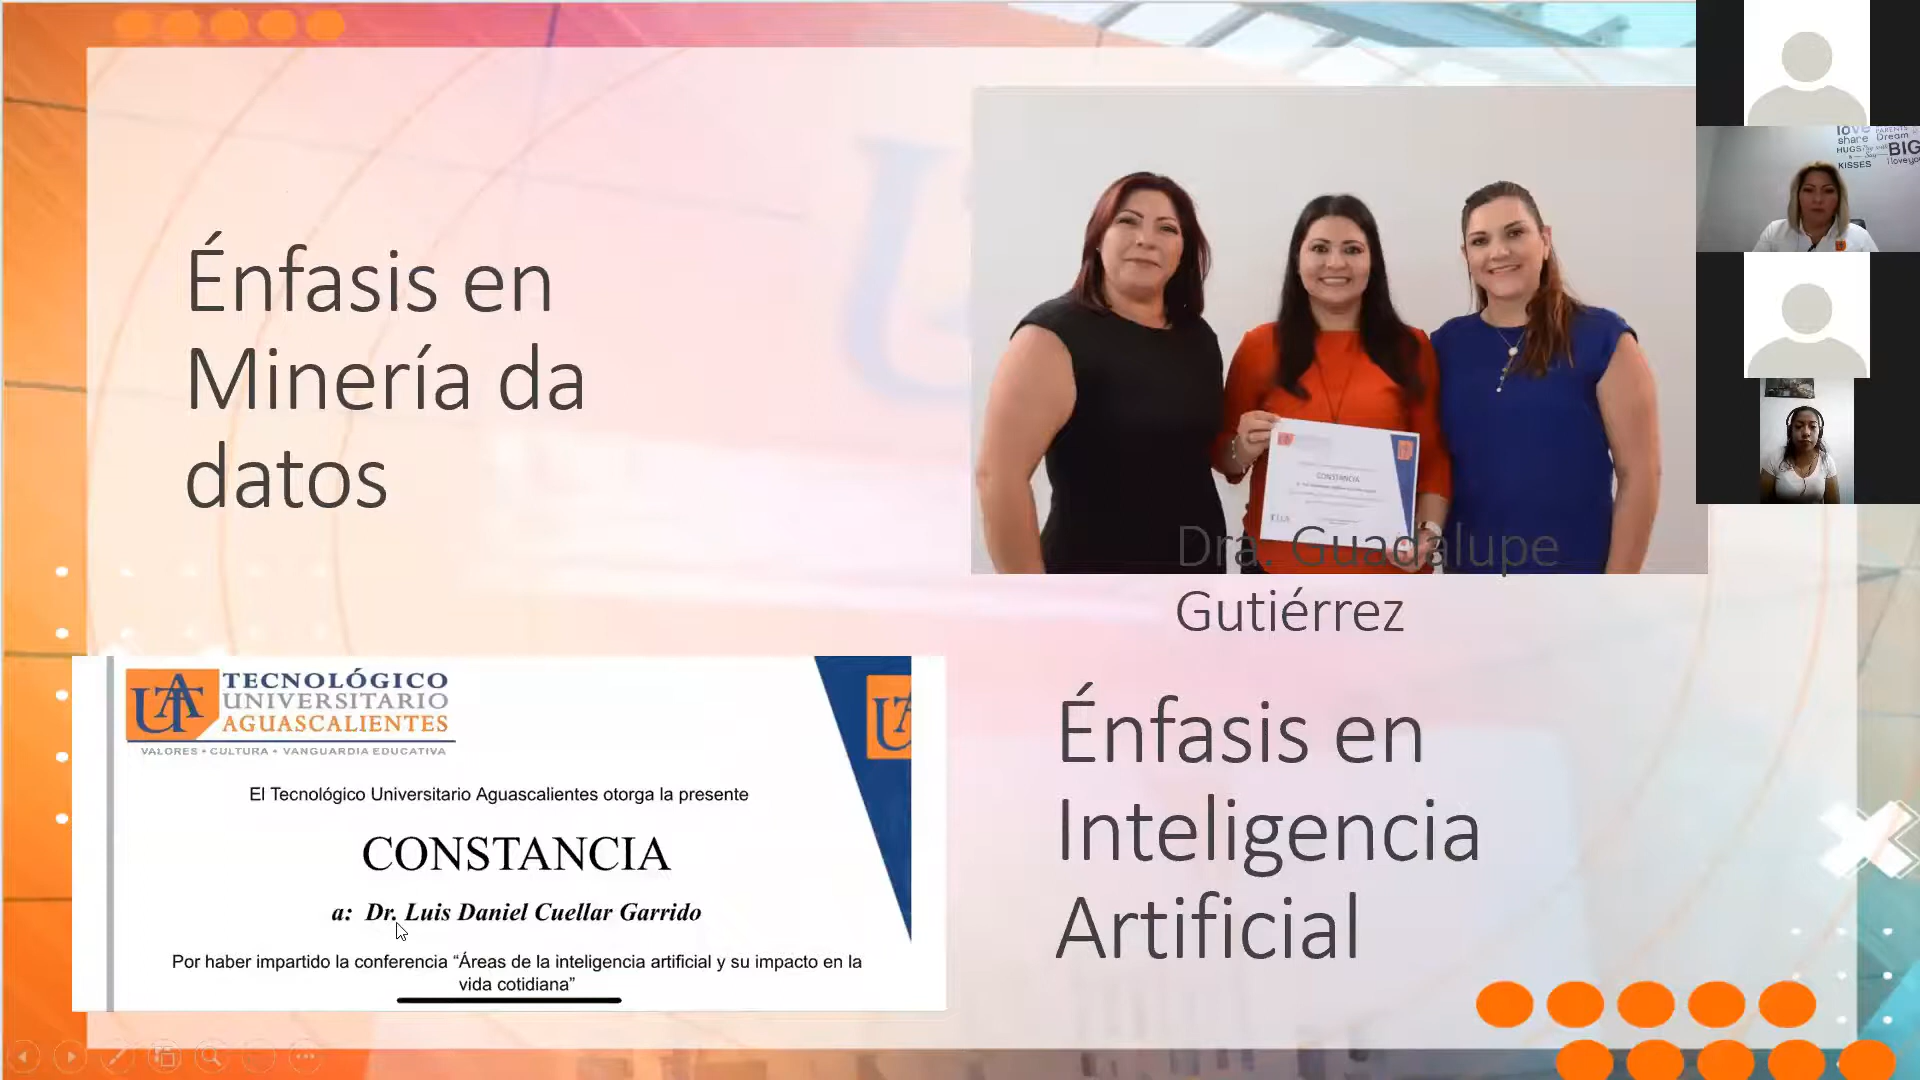 Énfasis en
Minería da
datos
CONSTANCIA
Dra. Guadalupe
Gutiérrez
UTA TECNOLÓGICO
UNIVERSITARIO
AGUASCALIENTES
VALORES • CULTURA • VANGUARDIA EDUCATIVA
El Tecnológico Universitario Aguascalientes otorga la presente
CONSTANCIA
a: Dr. Luis Daniel Cuellar Garrido
Por haber impartido la conferencia “Áreas de la inteligencia artificial y su impacto en la
vida cotidiana”
Énfasis en
Inteligencia
Artificial
love
share Dream
HUGS BIG
KISSES